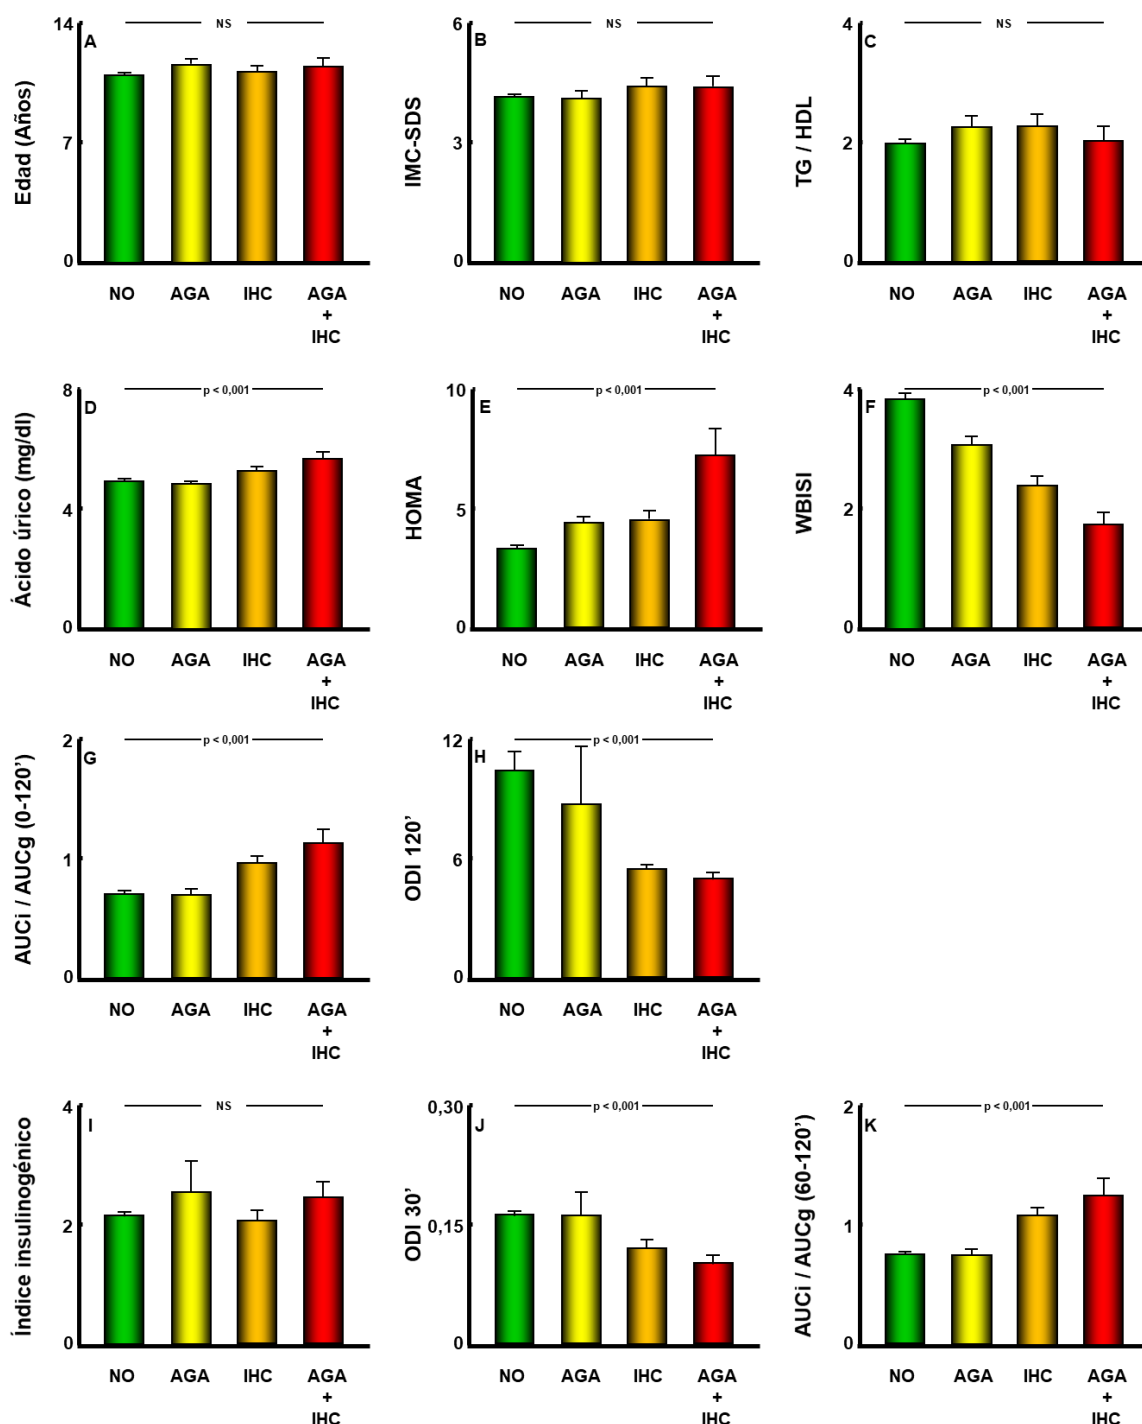 A
Edad (Años)
14
7
0
NS
NO
AGA
IHC
AGA
+
IHC
B
IMC-SDS
6
3
0
NS
NO
AGA
IHC
AGA
+
IHC
C
TG / HDL
4
2
0
NS
NO
AGA
IHC
AGA
+
IHC
D
Ácido úrico (mg/dl)
8
4
0
p < 0,001
NO
AGA
IHC
AGA
+
IHC
E
HOMA
10
5
0
p < 0,001
NO
AGA
IHC
AGA
+
IHC
F
WBISI
4
2
0
p < 0,001
NO
AGA
IHC
AGA
+
IHC
G
AUCi / AUCg (0-120’)
2
1
0
p < 0,001
NO
AGA
IHC
AGA
+
IHC
H
ODI 120’
12
6
0
p < 0,001
NO
AGA
IHC
AGA
+
IHC
I
Índice insulinogénico
4
2
0
NS
NO
AGA
IHC
AGA
+
IHC
J
ODI 30’
0,30
0,15
0
p < 0,001
NO
AGA
IHC
AGA
+
IHC
K
AUCi / AUCg (60-120’)
2
1
0
p < 0,001
NO
AGA
IHC
AGA
+
IHC